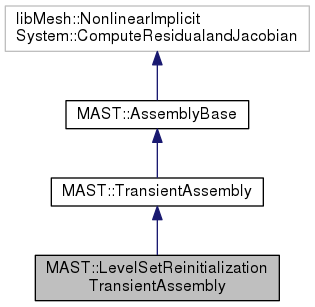 libMesh::NonlinearImplicit
System::ComputeResidualandJacobian
MAST::AssemblyBase
MAST::TransientAssembly
MAST::LevelSetReinitialization
TransientAssembly